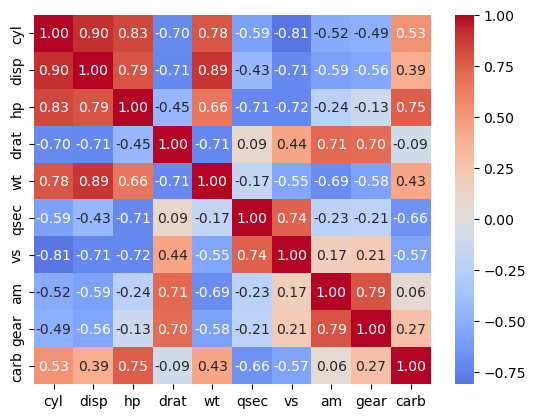 cyl 1.00 0.90 0.83 -0.70 0.78 -0.59 -0.81 -0.52 -0.49 0.53
disp 0.90 1.00 0.79 -0.71 0.89 -0.43 -0.71 -0.59 -0.56 0.39
hp 0.83 0.79 1.00 -0.45 0.66 -0.71 -0.72 -0.24 -0.13 0.75
drat -0.70 -0.71 -0.45 1.00 -0.71 0.09 0.44 0.71 0.70 -0.09
wt 0.78 0.89 0.66 -0.71 1.00 -0.17 -0.55 -0.69 -0.58 0.43
qsec -0.59 -0.43 -0.71 0.09 -0.17 1.00 0.74 -0.23 -0.21 -0.66
vs -0.81 -0.71 -0.72 0.44 -0.55 0.74 1.00 0.17 0.21 -0.57
am -0.52 -0.59 -0.24 0.71 -0.69 -0.23 0.17 1.00 0.79 0.06
gear -0.49 -0.56 -0.13 0.70 -0.58 -0.21 0.21 0.79 1.00 0.27
carb 0.53 0.39 0.75 -0.09 0.43 -0.66 -0.57 0.06 0.27 1.00
cyl disp hp drat wt qsec vs am gear carb
1.00
0.75
0.50
0.25
0.00
−0.25
−0.50
−0.75